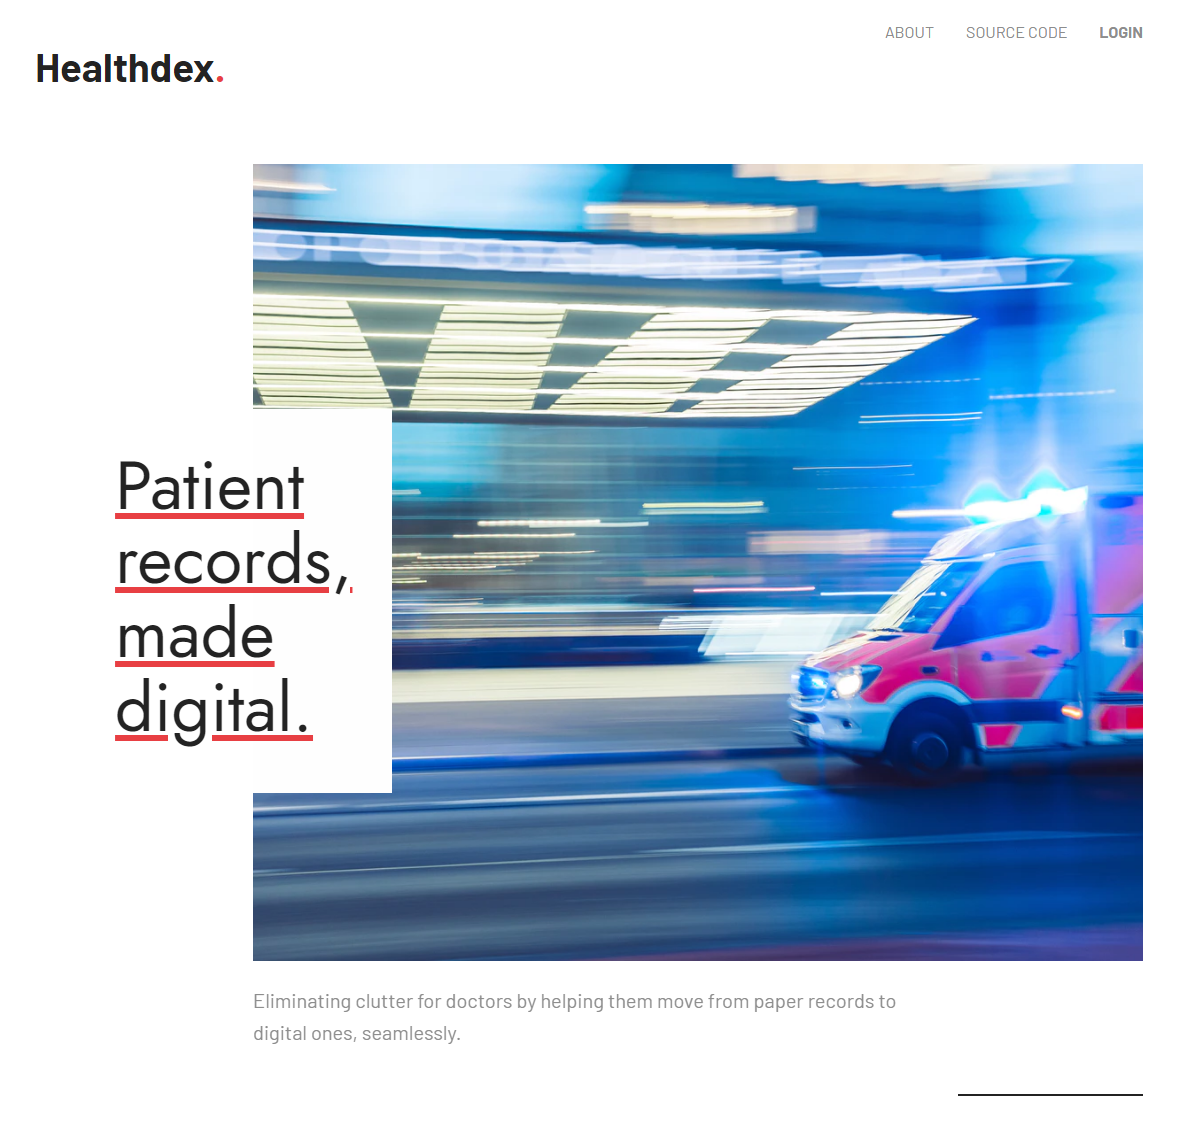 ABOUT SOURCE CODE LOGIN
Healthdex.
Patient
records,
made
digital.
Eliminating clutter for doctors by helping them move from paper records to
digital ones, seamlessly.